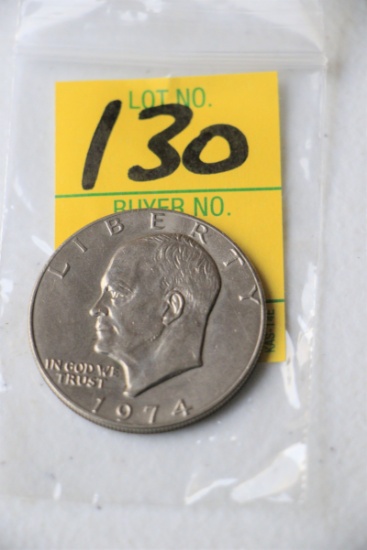 LOT NO.
130
BUYER NO.
LIBERTY
IN GOD WE
TRUST
1974